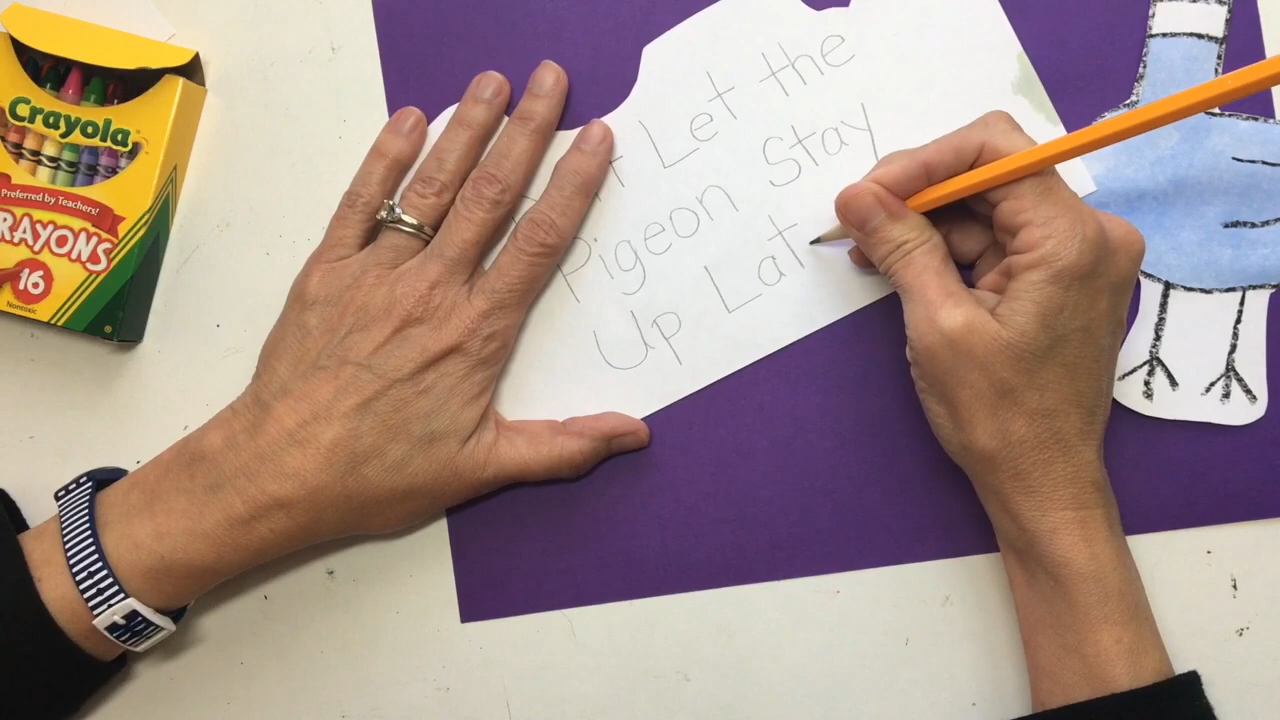 Crayola
Preferred by Teachers!
RAYONS
16
Nontoxic
Let the
Pigeon Stay
Up Lat